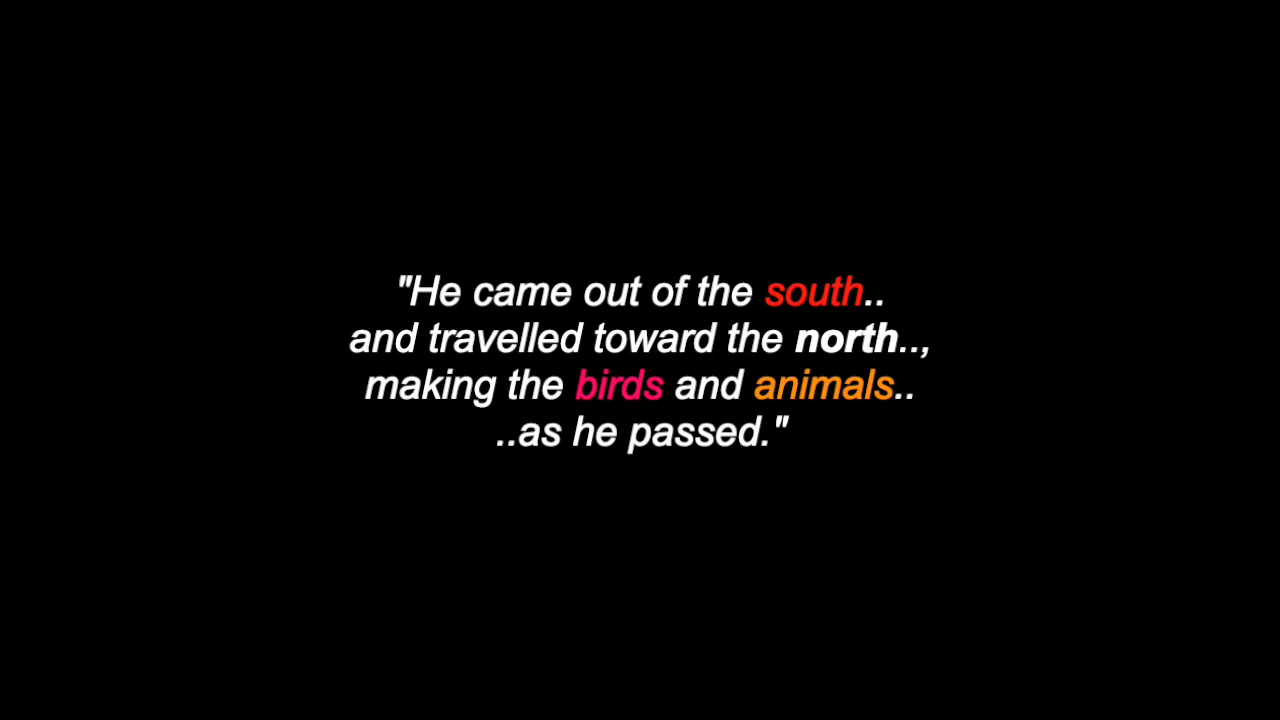 "He came out of the south..
and travelled toward the north..,
making the birds and animals..
..as he passed."